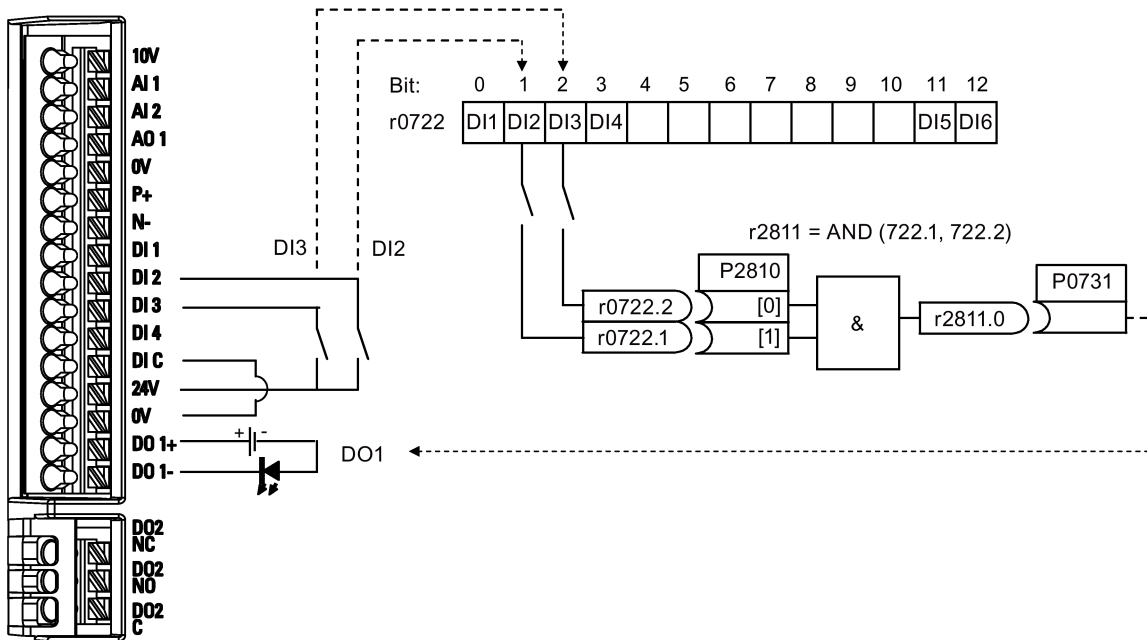 10V
AI 1
AI 2
AO 1
0V
P+
N-
DI 1
DI 2
DI 3
DI 4
DI C
24V
0V
DO 1+
DO 1-
DO2
NC
DO2
NO
DO2
C
DI3 DI2
+ -
DO1
Bit: 0 1 2 3 4 5 6 7 8 9 10 11 12
r0722 DI1 DI2 DI3 DI4 DI5 DI6
r2811 = AND (722.1, 722.2)
P2810
r0722.2 [0]
r0722.1 [1]
&
r2811.0
P0731